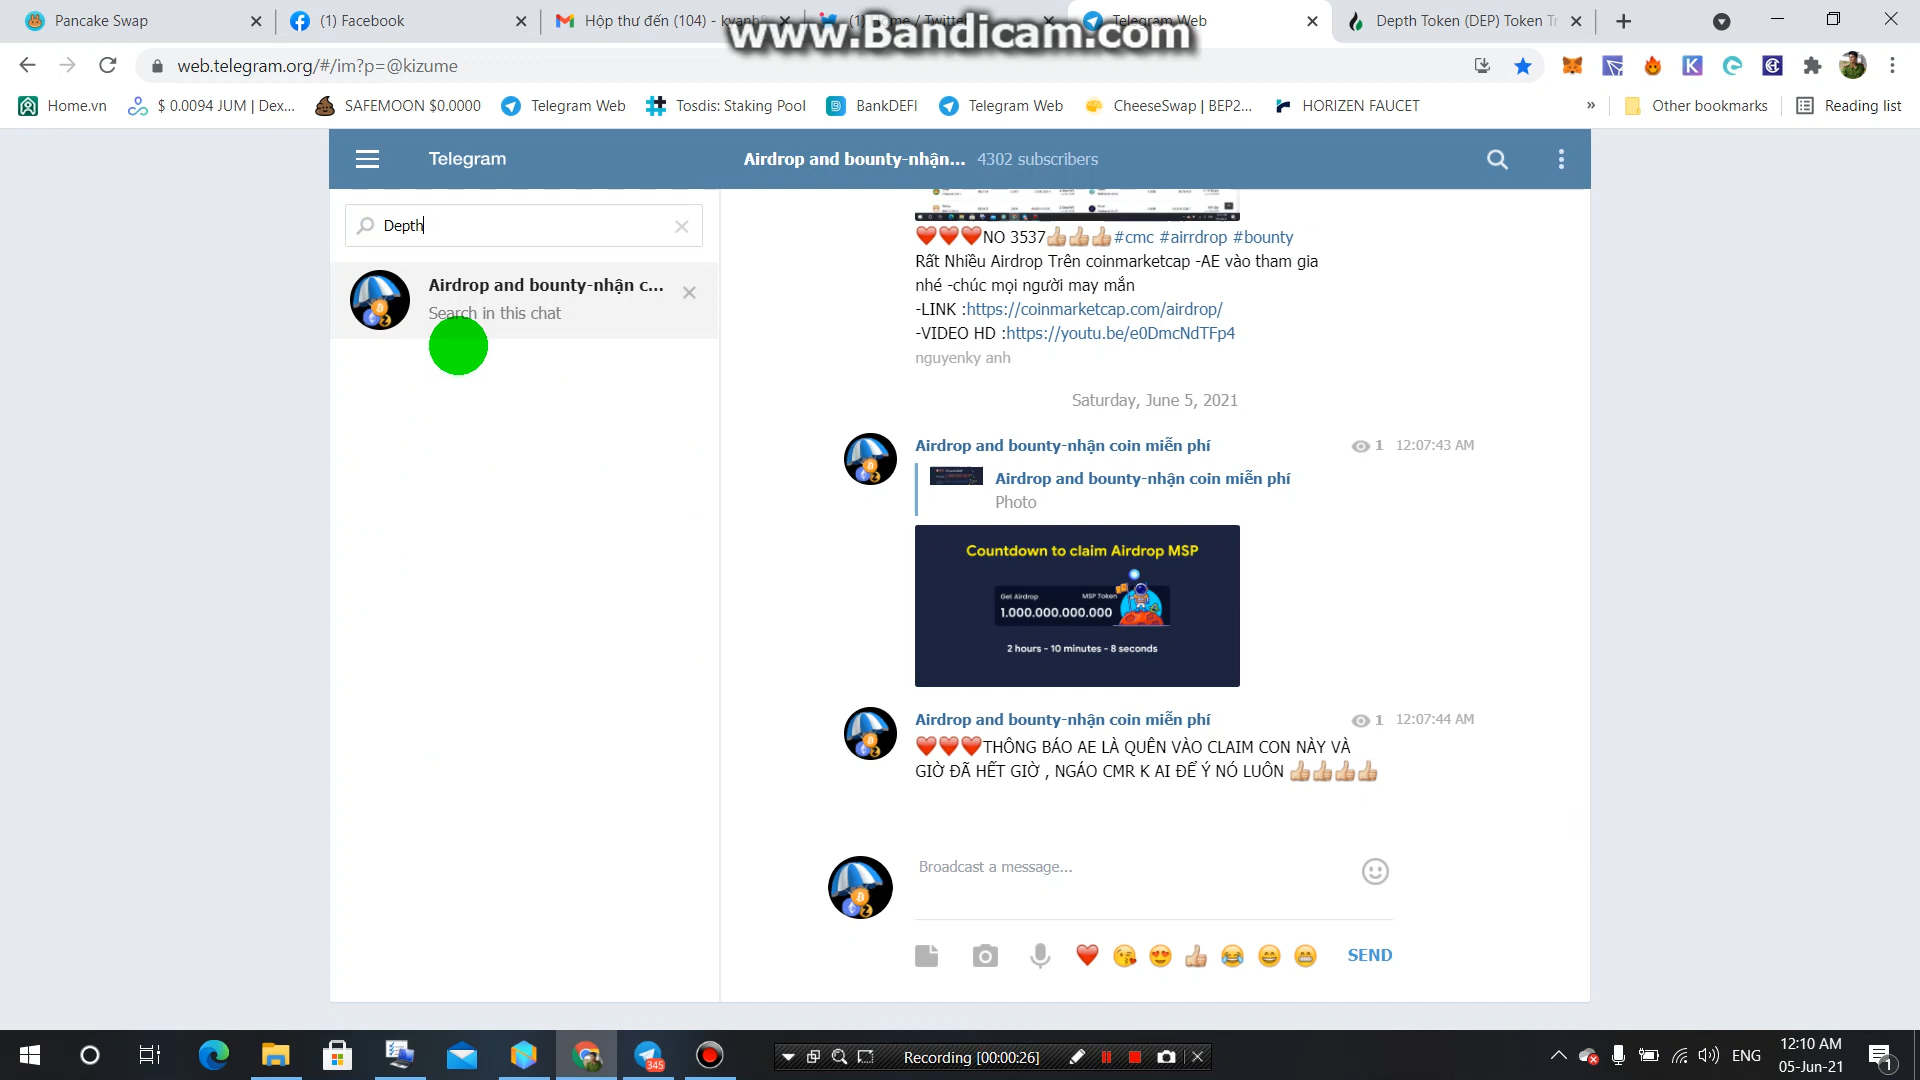 Pancake Swap
(1) Facebook
Hộp thư đến (104) - kyanh8
Telegram Web
Depth Token (DEP) Token Tr
www.Bandicam.com
web.telegram.org/#/im?p=@kizume
Home.vn
$ 0.0094 JUM | Dex...
SAFEMOON $0.0000
Telegram Web
Tosdis: Staking Pool
BankDEFI
Telegram Web
CheeseSwap | BEP2...
HORIZEN FAUCET
»
Other bookmarks
Reading list
Telegram
Airdrop and bounty-nhận... 4302 subscribers
Depth
Airdrop and bounty-nhận c...
Search in this chat
❤❤❤NO 3537👍👍👍#cmc #airrdrop #bounty
Rất Nhiều Airdrop Trên coinmarketcap -AE vào tham gia
nhé -chúc mọi người may mắn
-LINK :https://coinmarketcap.com/airdrop/
-VIDEO HD :https://youtu.be/e0DmcNdTFp4
nguyenky anh
Saturday, June 5, 2021
Airdrop and bounty-nhận coin miễn phí 1 12:07:43 AM
Airdrop and bounty-nhận coin miễn phí
Photo
Countdown to claim Airdrop MSP
Get Airdrop MSP Token
1.000.000.000.000
2 hours - 10 minutes - 8 seconds
Airdrop and bounty-nhận coin miễn phí 1 12:07:44 AM
❤❤❤THÔNG BÁO AE LÀ QUÊN VÀO CLAIM CON NÀY VÀ
GIỜ ĐÃ HẾT GIỜ , NGÁO CMR K AI ĐỂ Ý NÓ LUÔN 👍👍👍👍
Broadcast a message...
SEND
345
Recording [00:00:26]
ENG
12:10 AM
05-Jun-21
1